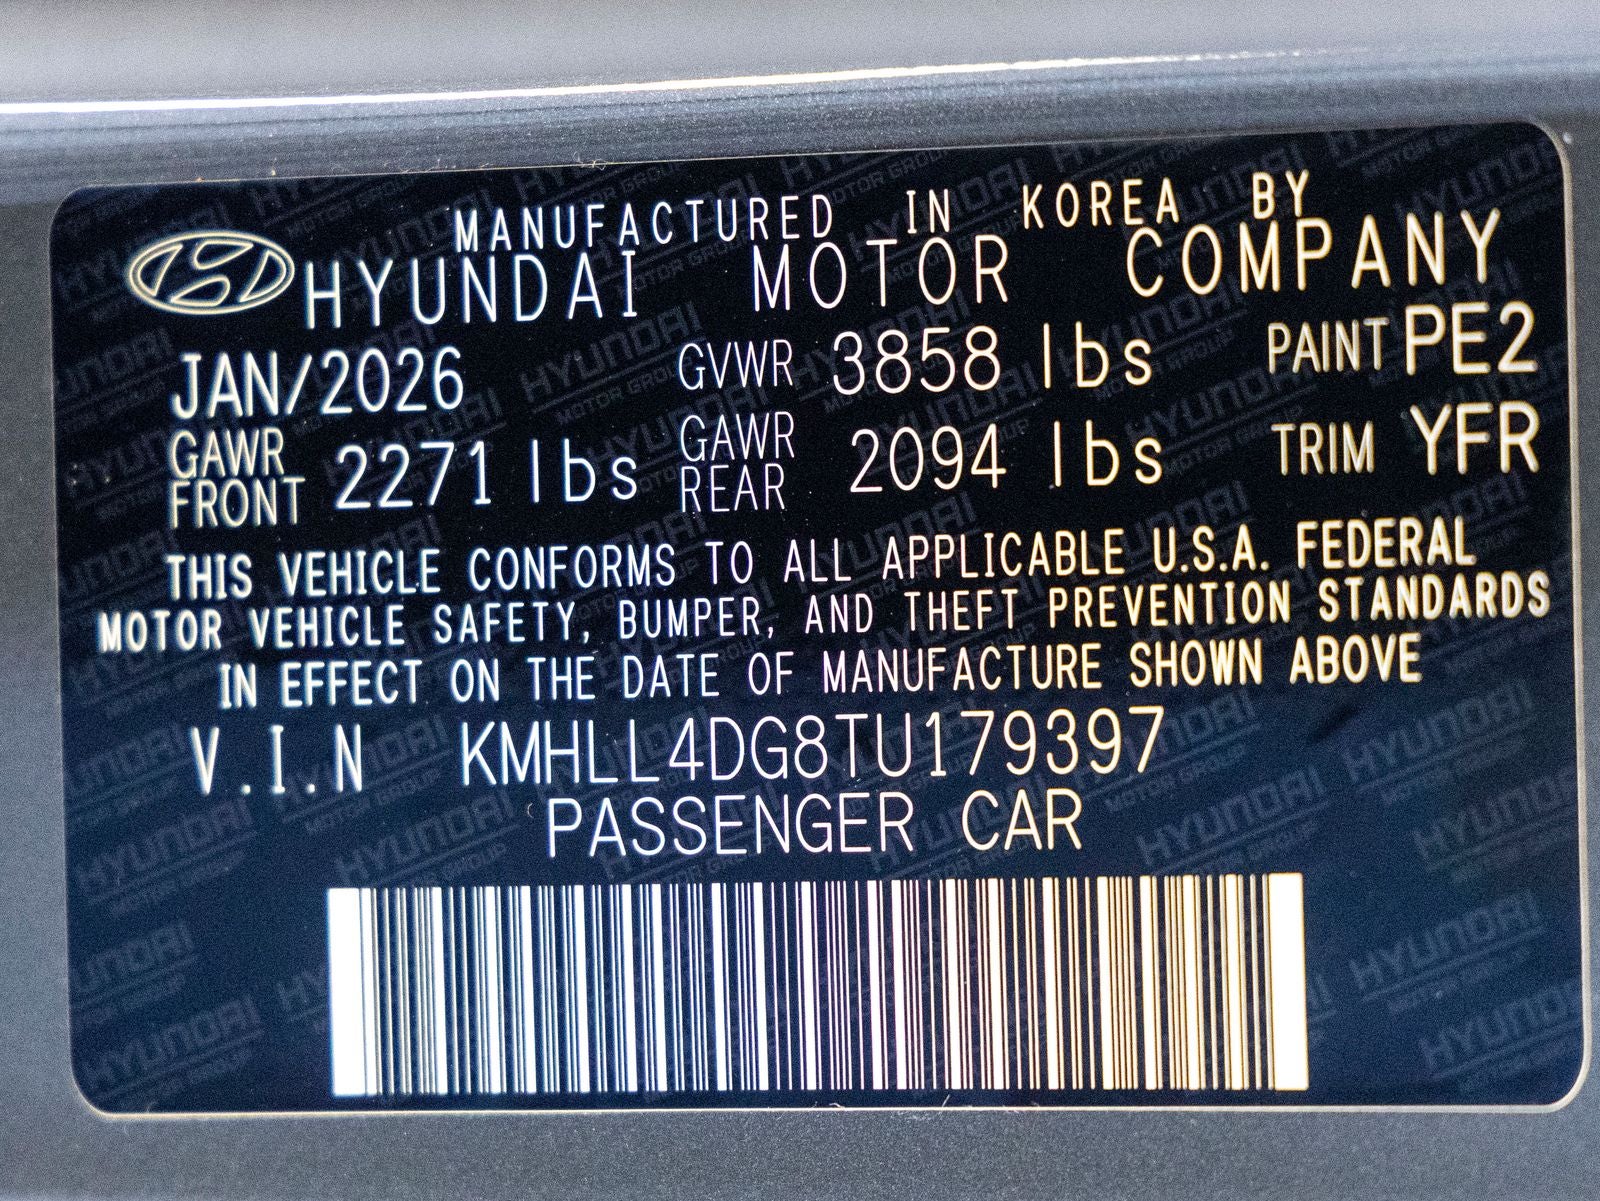 MANUFACTURED IN KOREA BY
HYUNDAI MOTOR COMPANY
JAN/2026 GVWR 3858 lbs PAINT PE2
GAWR FRONT 2271 lbs GAWR REAR 2094 lbs TRIM YFR
THIS VEHICLE CONFORMS TO ALL APPLICABLE U.S.A. FEDERAL
MOTOR VEHICLE SAFETY, BUMPER, AND THEFT PREVENTION STANDARDS
IN EFFECT ON THE DATE OF MANUFACTURE SHOWN ABOVE
V.I.N KMHLL4DG8TU179397
PASSENGER CAR